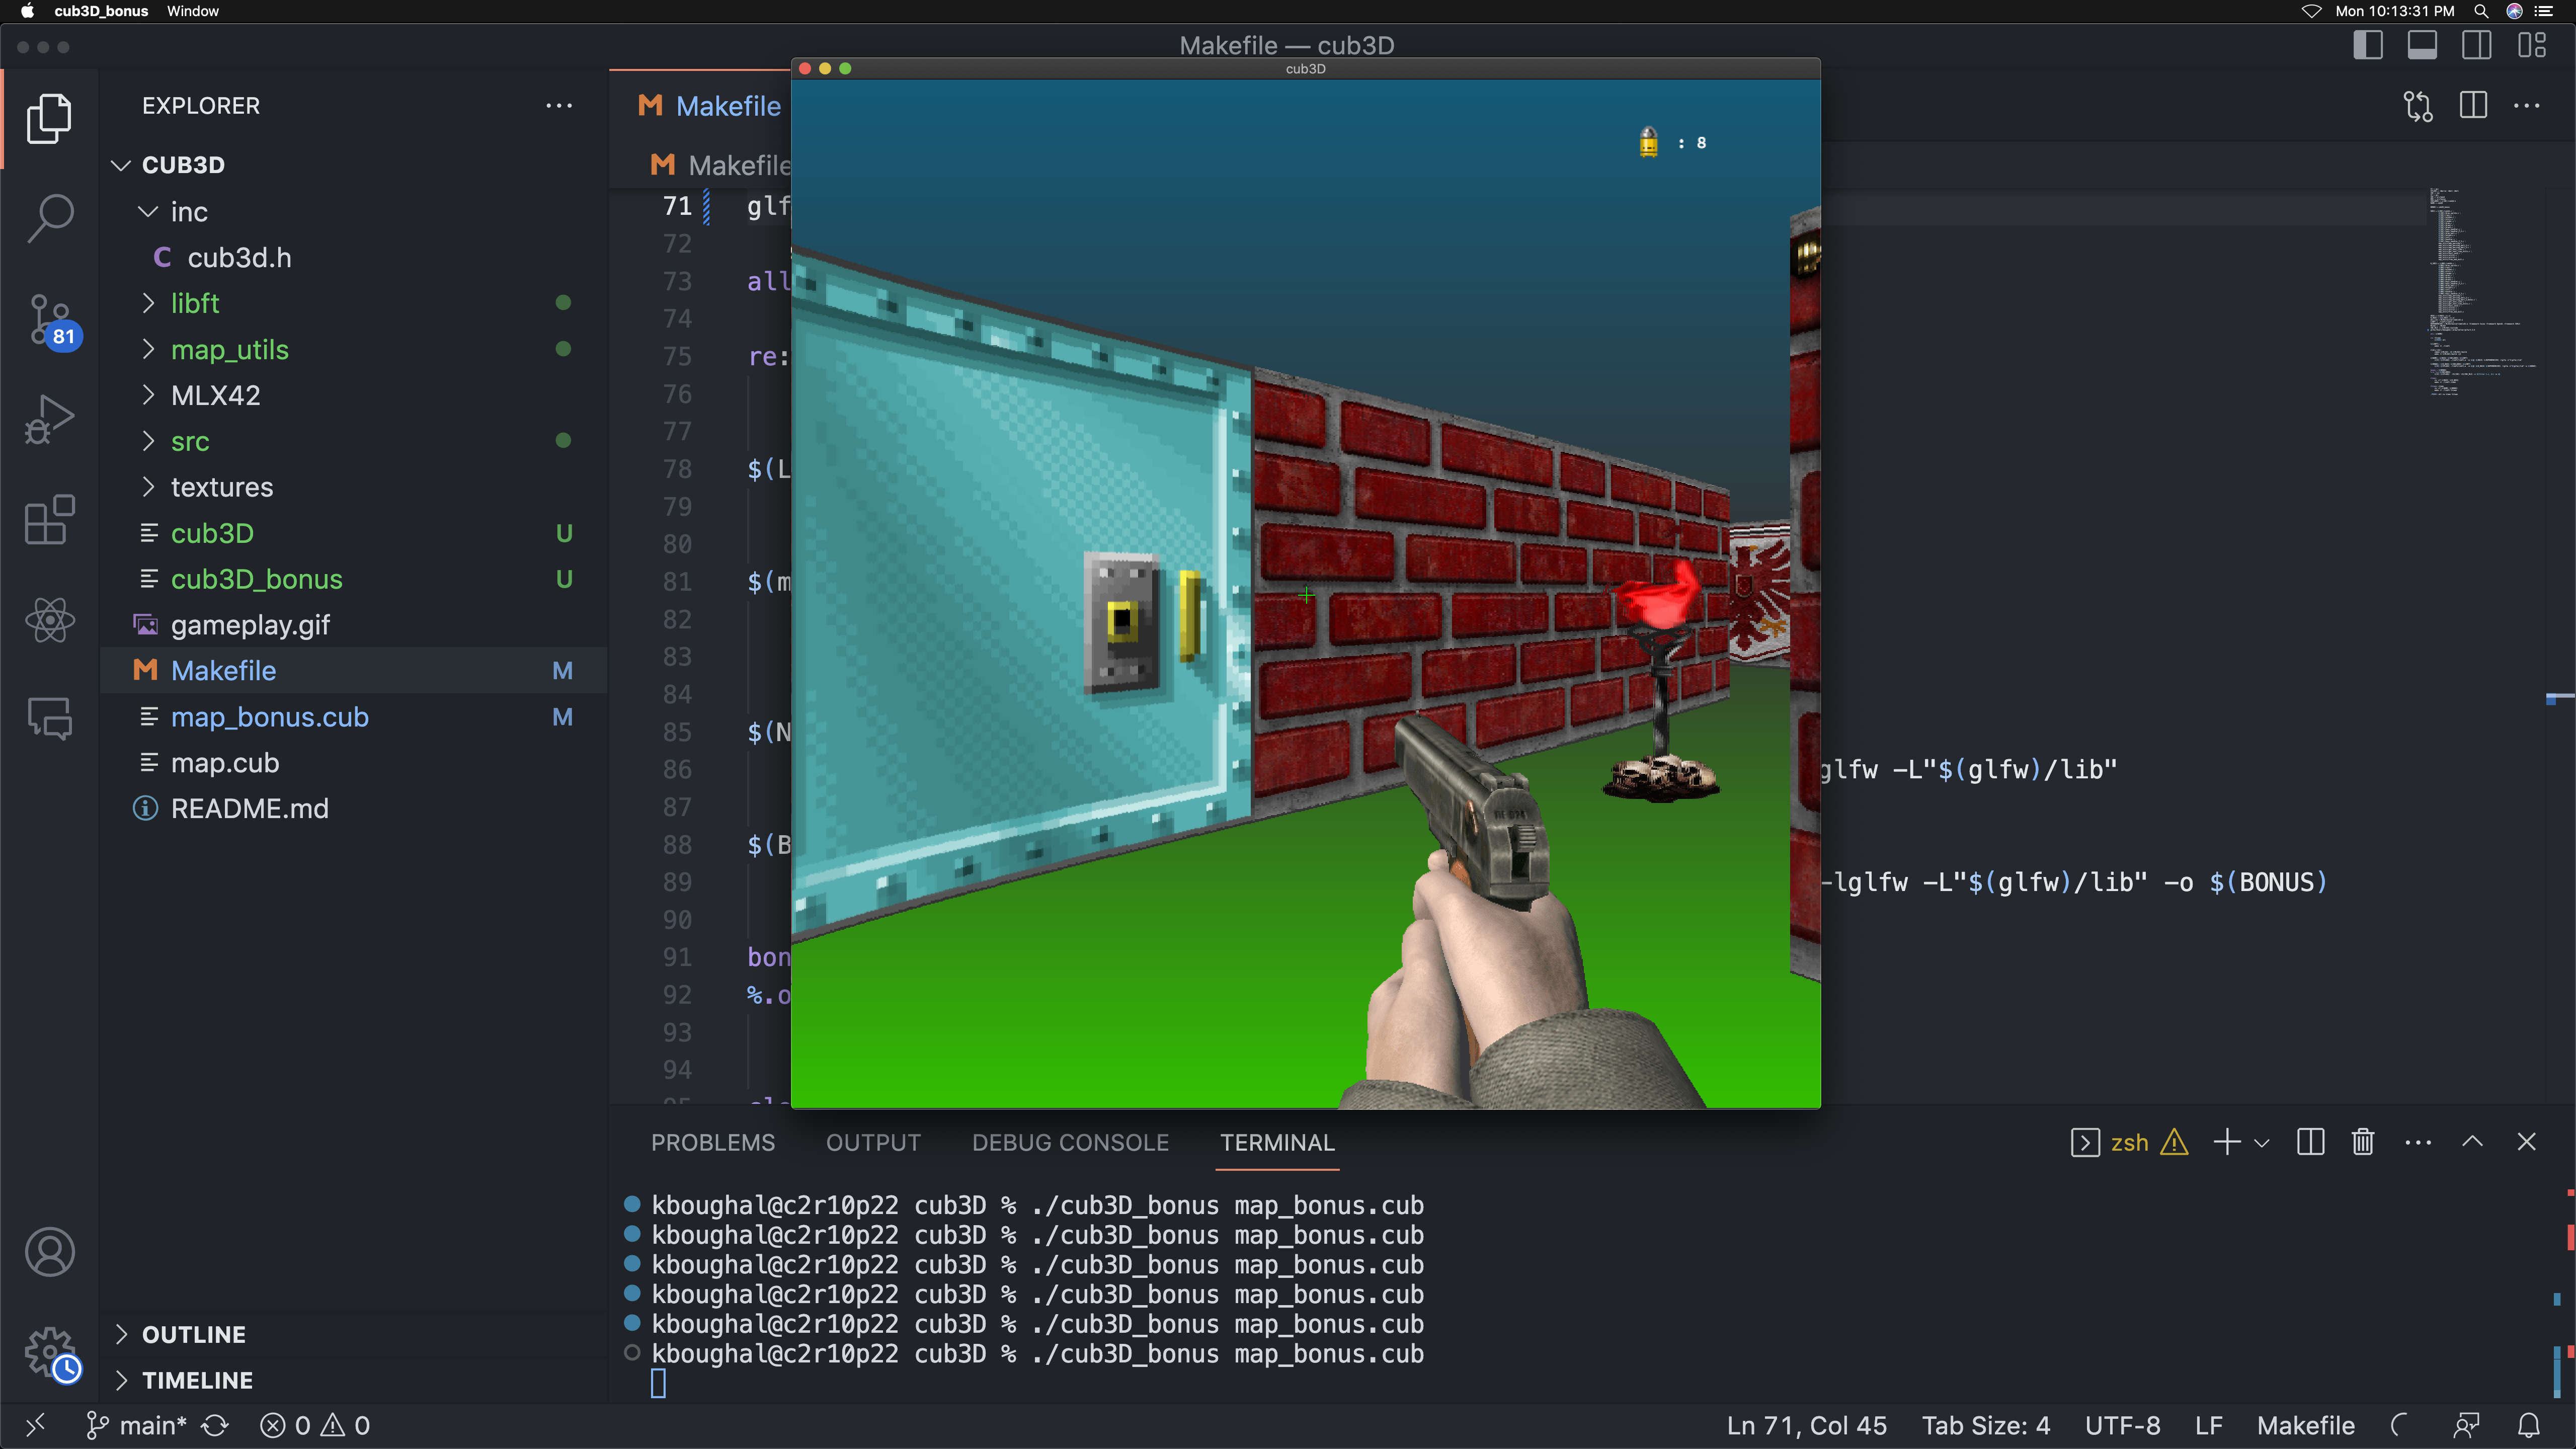 cub3D_bonus Window Mon 10:13:31 PM
Makefile — cub3D
cub3D
EXPLORER
Makefile
: 8
CUB3D
Makefile
inc
71 glf
cub3d.h
72
libft
73 all
map_utils
74
75 re:
MLX42
76
src
77
textures
78 $(L
79
cub3D U
80
cub3D_bonus U
81 $(m
gameplay.gif
82
Makefile M
83
84
map_bonus.cub M
85 $(N
map.cub
86 glfw -L"$(glfw)/lib"
README.md
87
88 $(B
89 -lglfw -L"$(glfw)/lib" -o $(BONUS)
90
91 bon
92 %.o
93
94
81
PROBLEMS OUTPUT DEBUG CONSOLE TERMINAL zsh
kboughal@c2r10p22 cub3D % ./cub3D_bonus map_bonus.cub
kboughal@c2r10p22 cub3D % ./cub3D_bonus map_bonus.cub
kboughal@c2r10p22 cub3D % ./cub3D_bonus map_bonus.cub
kboughal@c2r10p22 cub3D % ./cub3D_bonus map_bonus.cub
kboughal@c2r10p22 cub3D % ./cub3D_bonus map_bonus.cub
kboughal@c2r10p22 cub3D % ./cub3D_bonus map_bonus.cub
OUTLINE
TIMELINE
main* 0 0 Ln 71, Col 45 Tab Size: 4 UTF-8 LF Makefile